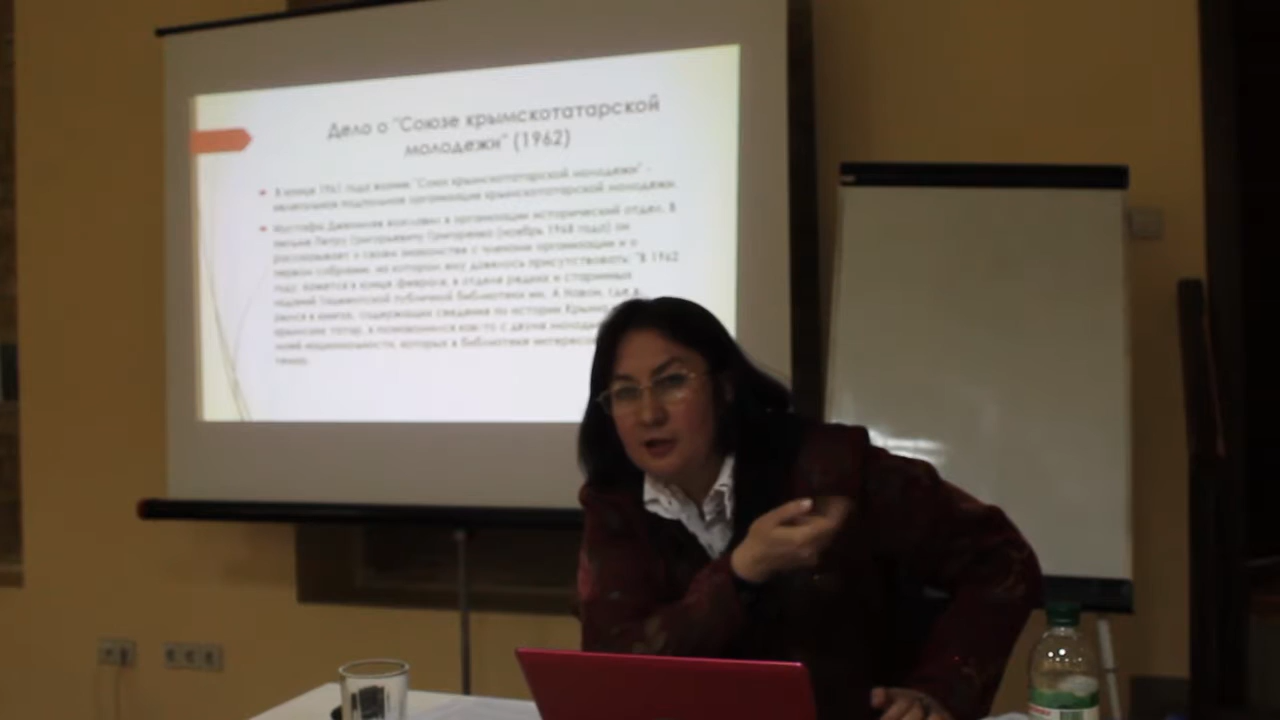 Дело о "Союзе крымскотатарской
молодежи" (1962)
В конце 1961 года возник "Союз крымскотатарской молодежи" -
нелегальная подпольная организация крымскотатарской молодежи.
Мустафа Джемилев возглавил в организации исторический отдел. В
письме Петру Григорьевичу Григоренко (ноябрь 1968 года) он
рассказывает о своем знакомстве с членами организации и о
первом собрании, на котором ему довелось присутствовать: "В 1962
году, кажется в конце февраля, в отделе редких и старинных
изданий Ташкентской публичной библиотеки им. А.Навои, где я
рылся в книгах, содержащих сведения по истории Крыма
крымских татар, я познакомился как-то с двумя
моей национальности, которых в библиотеке